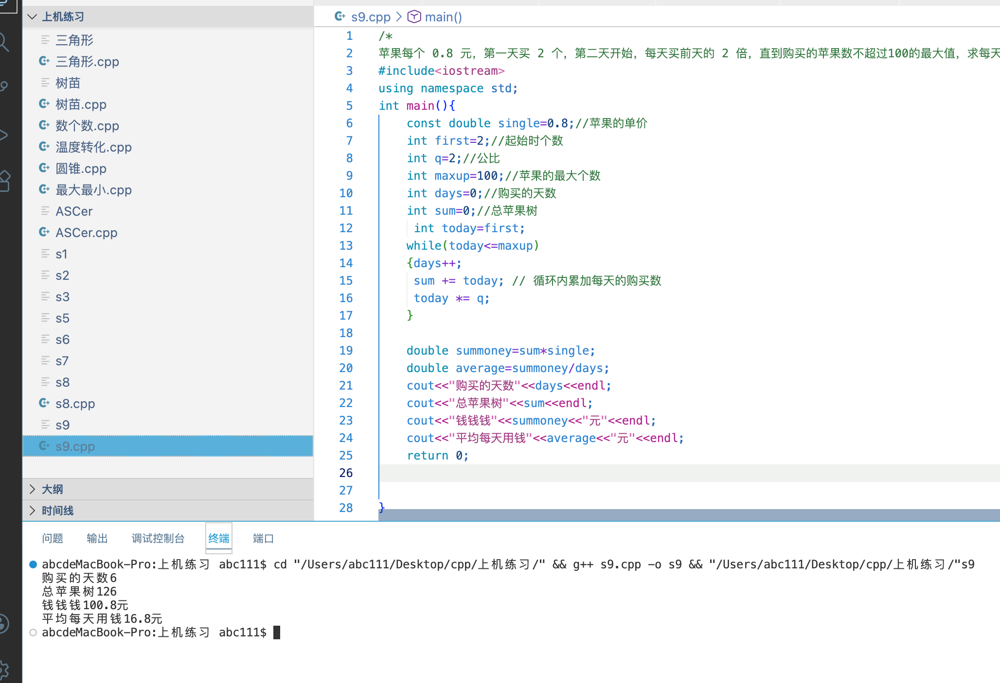 上机练习
三角形
三角形.cpp
树苗
树苗.cpp
数个数.cpp
温度转化.cpp
圆锥.cpp
最大最小.cpp
ASCer
ASCer.cpp
s1
s2
s3
s5
s6
s7
s8
s8.cpp
s9
s9.cpp
大纲
时间线
s9.cpp > main()
1 /*
2 苹果每个 0.8 元，第一天买 2 个，第二天开始，每天买前天的 2 倍，直到购买的苹果数不超过100的最大值，求每天
3 #include<iostream>
4 using namespace std;
5 int main(){
6 const double single=0.8;//苹果的单价
7 int first=2;//起始时个数
8 int q=2;//公比
9 int maxup=100;//苹果的最大个数
10 int days=0;//购买的天数
11 int sum=0;//总苹果树
12 int today=first;
13 while(today<=maxup)
14 {days++;
15 sum += today; // 循环内累加每天的购买数
16 today *= q;
17 }
18
19 double summoney=sum*single;
20 double average=summoney/days;
21 cout<<"购买的天数"<<days<<endl;
22 cout<<"总苹果树"<<sum<<endl;
23 cout<<"钱钱钱"<<summoney<<"元"<<endl;
24 cout<<"平均每天用钱"<<average<<"元"<<endl;
25 return 0;
26
27
28 }
问题 输出 调试控制台 终端 端口
abcdeMacBook-Pro:上机练习 abc111$ cd "/Users/abc111/Desktop/cpp/上机练习/" && g++ s9.cpp -o s9 && "/Users/abc111/Desktop/cpp/上机练习/"s9
购买的天数6
总苹果树126
钱钱钱100.8元
平均每天用钱16.8元
abcdeMacBook-Pro:上机练习 abc111$